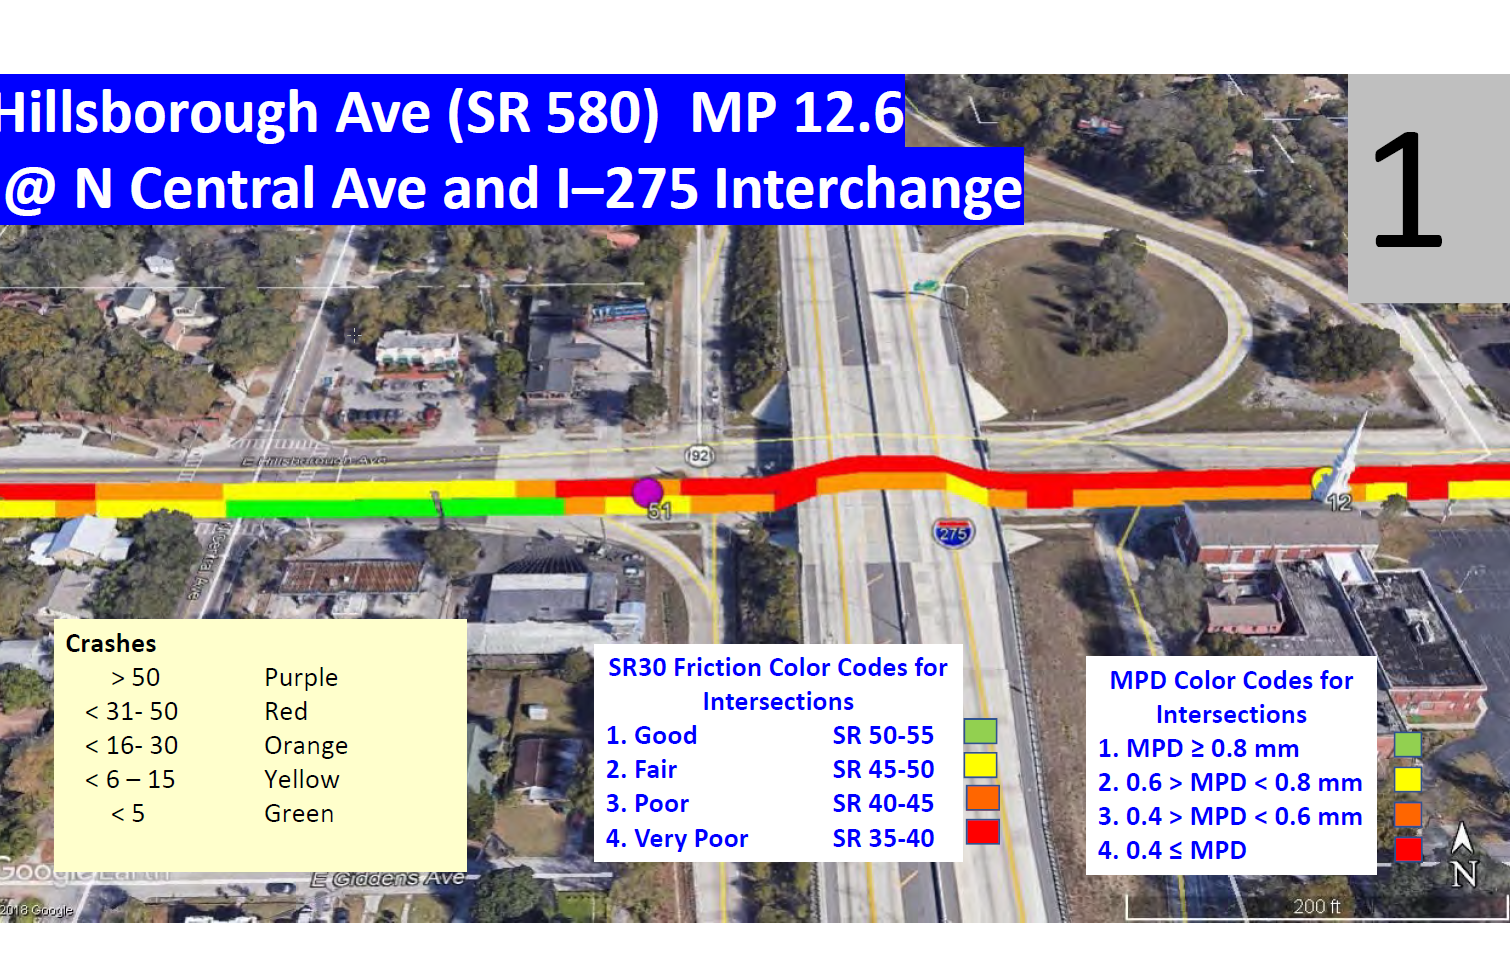 Hillsborough Ave (SR 580) MP 12.6
@ N Central Ave and I–275 Interchange
1
E Hillsborough Ave
92
51
12
275
N Central Ave
Crashes
> 50 Purple
< 31- 50 Red
< 16- 30 Orange
< 6 – 15 Yellow
< 5 Green
SR30 Friction Color Codes for
Intersections
1. Good SR 50-55
2. Fair SR 45-50
3. Poor SR 40-45
4. Very Poor SR 35-40
MPD Color Codes for
Intersections
1. MPD ≥ 0.8 mm
2. 0.6 > MPD < 0.8 mm
3. 0.4 > MPD < 0.6 mm
4. 0.4 ≤ MPD
N
Google Earth
E Giddens Ave
2018 Google
200 ft